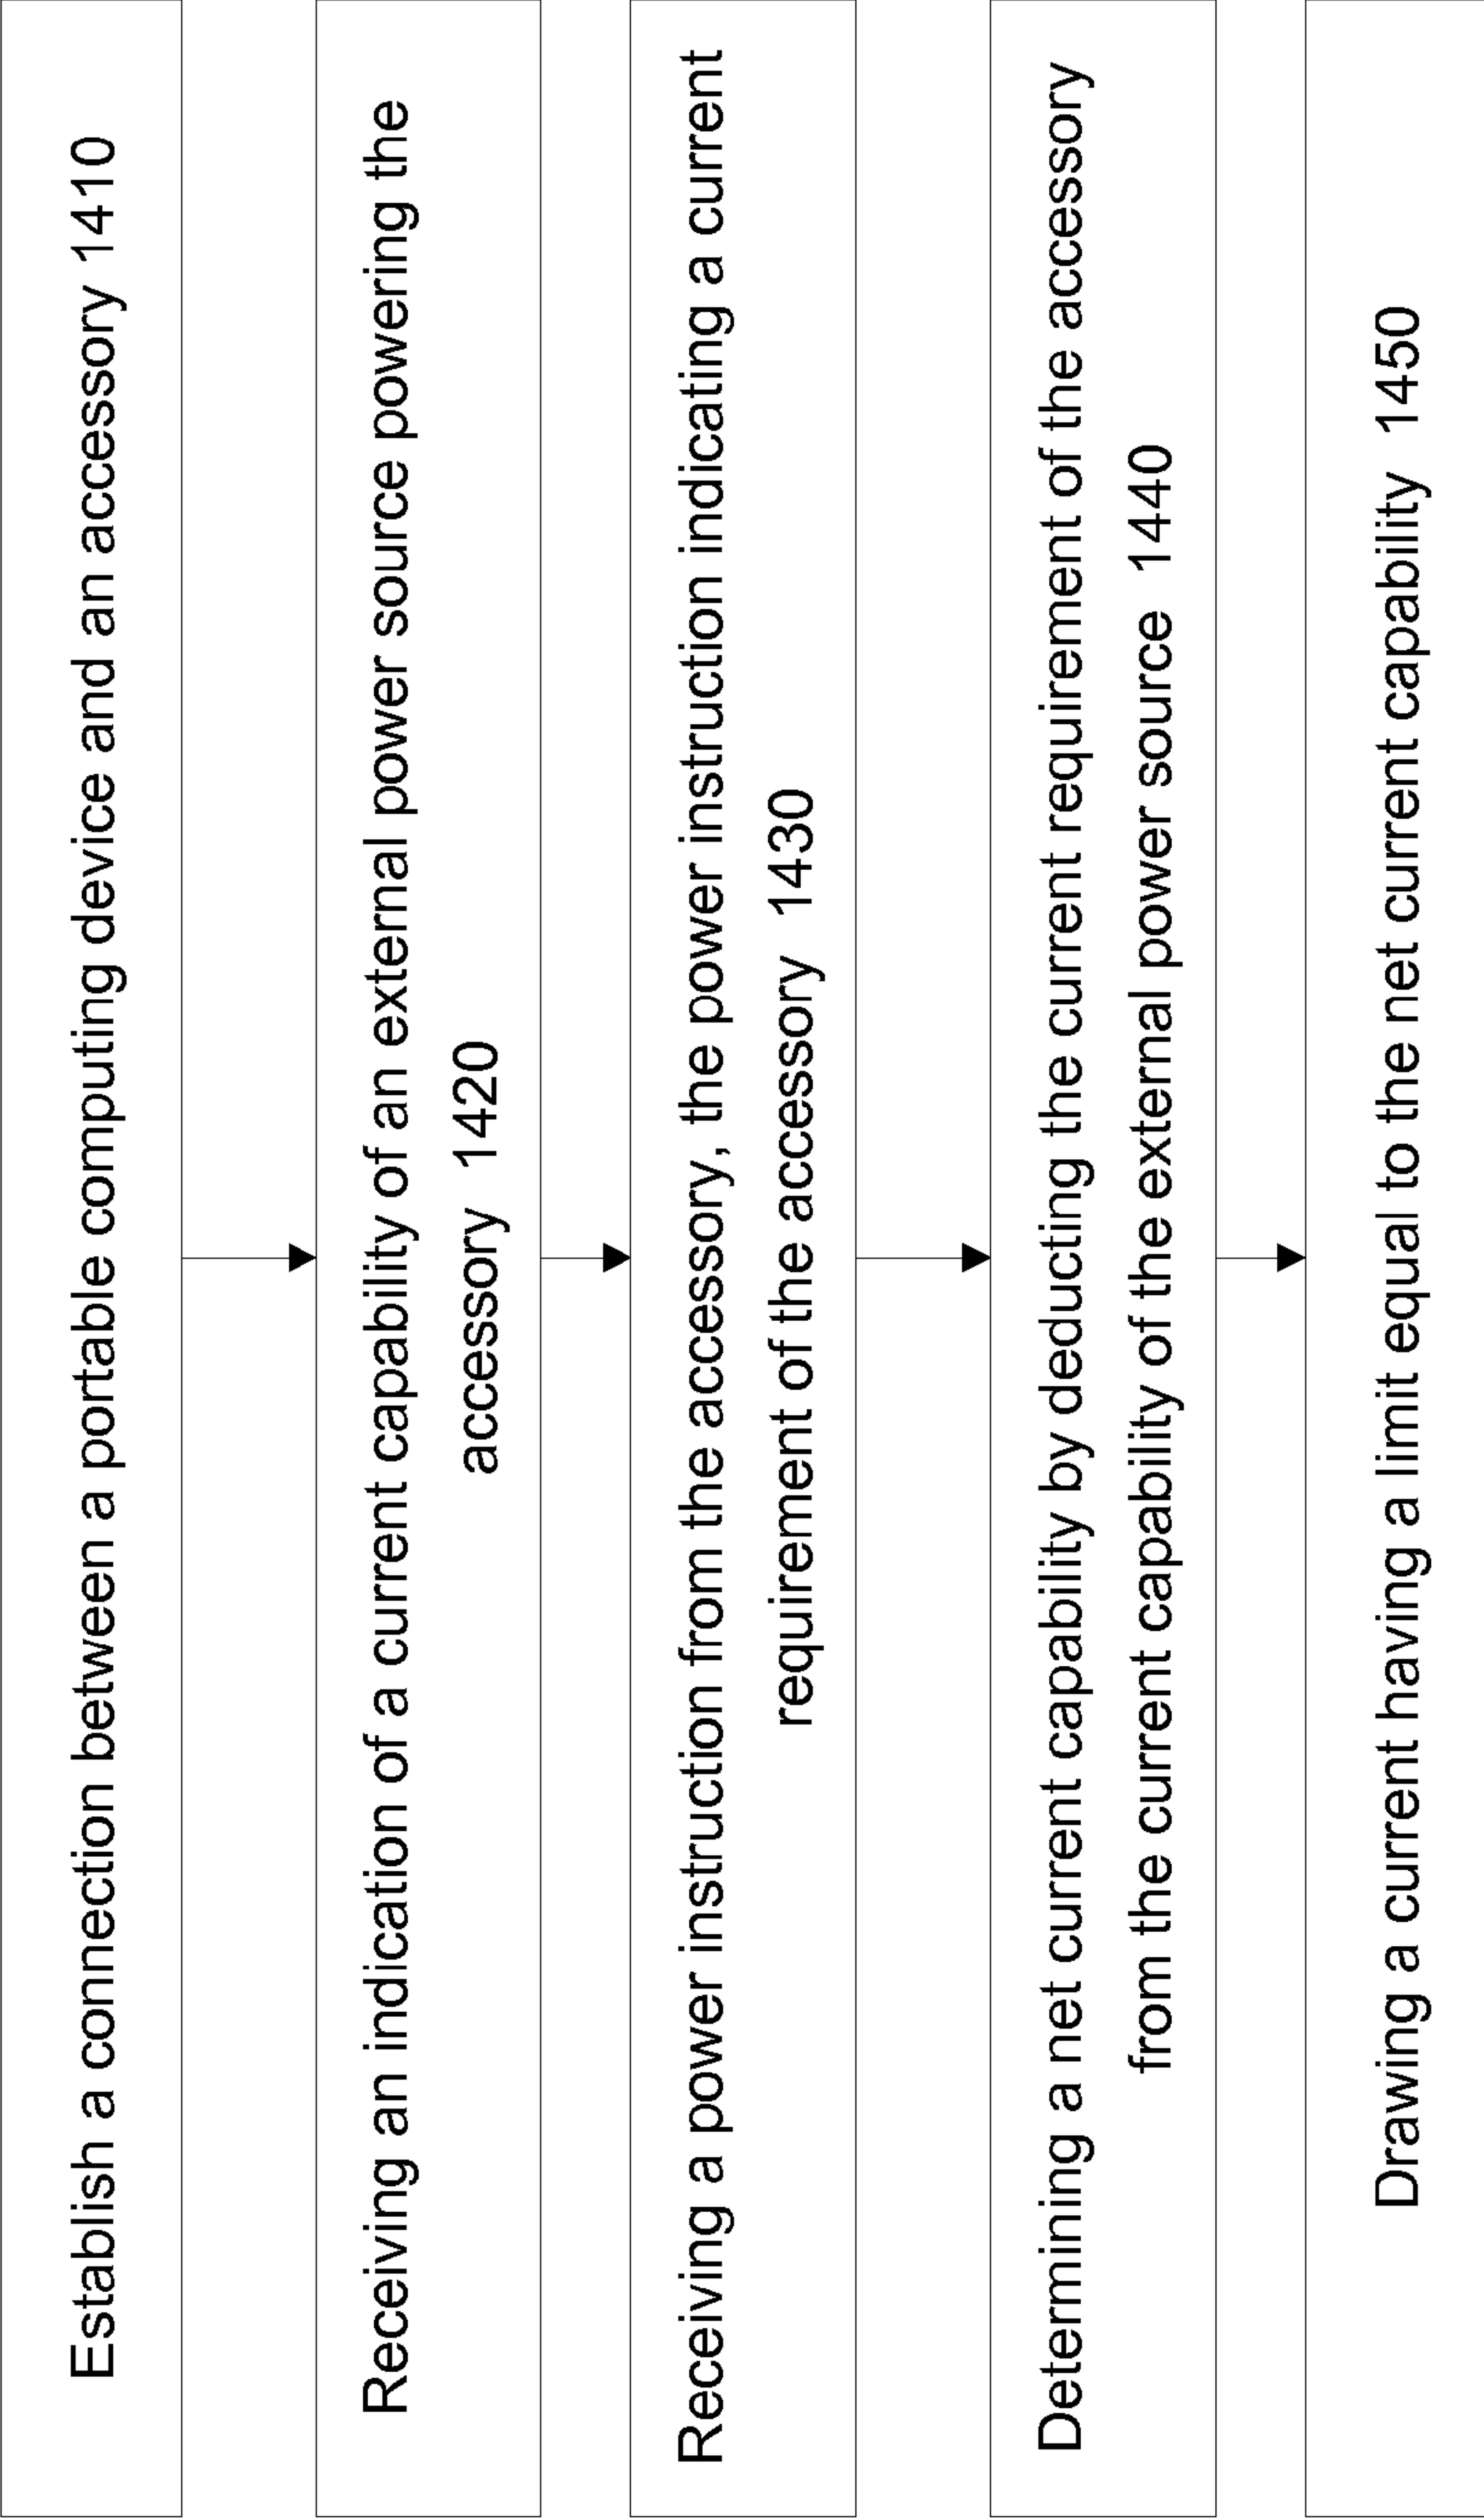 Establish a connection between a portable computing device and an accessory 1410
Receiving an indication of a current capability of an external power source powering the
accessory 1420
Receiving a power instruction from the accessory, the power instruction indicating a current
requirement of the accessory 1430
Determining a net current capability by deducting the current requirement of the accessory
from the current capability of the external power source 1440
Drawing a current having a limit equal to the net current capability 1450